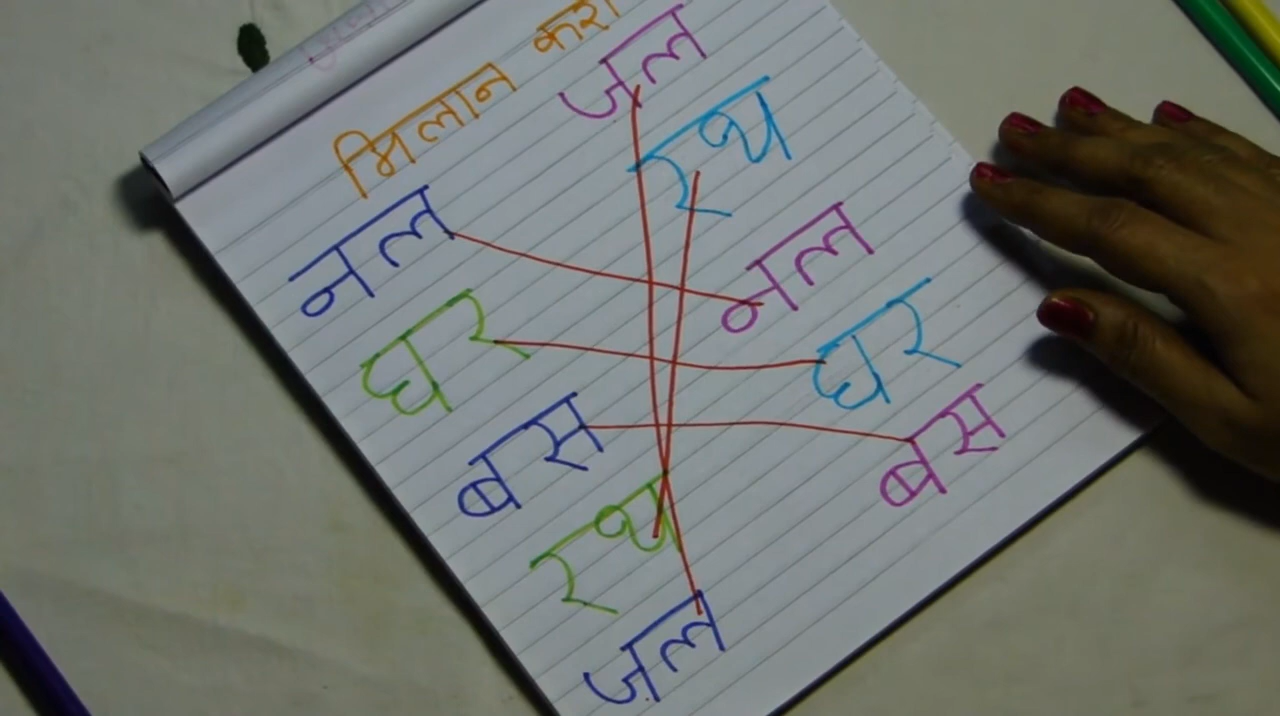 मिलान करो
नल जल
घर रथ
बस नल
रथ घर
जल बस